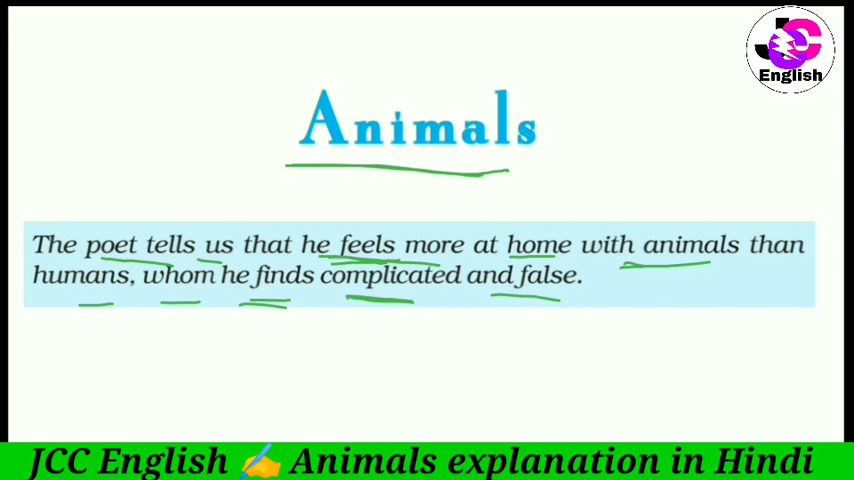 JC
English
Animals
The poet tells us that he feels more at home with animals than
humans, whom he finds complicated and false.
JCC English ✍ Animals explanation in Hindi